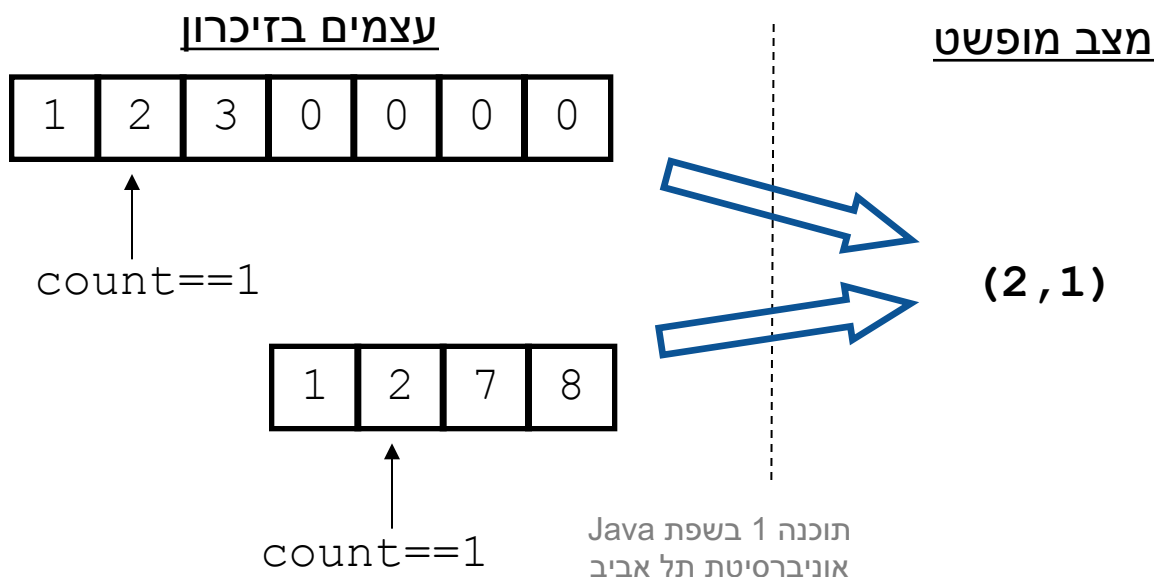 עצמים בזיכרון
מצב מופשט
1 2 3 0 0 0 0
count==1
(2,1)
1 2 7 8
count==1
תוכנה 1 בשפת Java
אוניברסיטת תל אביב